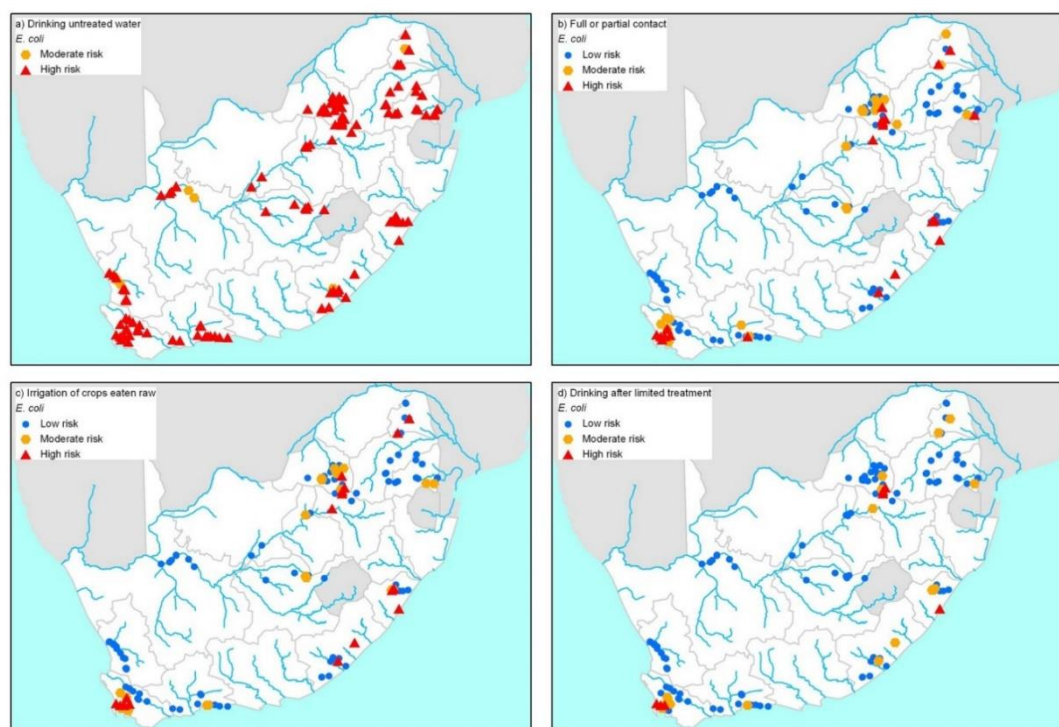 a) Drinking untreated water
E. coli
Moderate risk
High risk
b) Full or partial contact
E. coli
Low risk
Moderate risk
High risk
c) Irrigation of crops eaten raw
E. coli
Low risk
Moderate risk
High risk
d) Drinking after limited treatment
E. coli
Low risk
Moderate risk
High risk